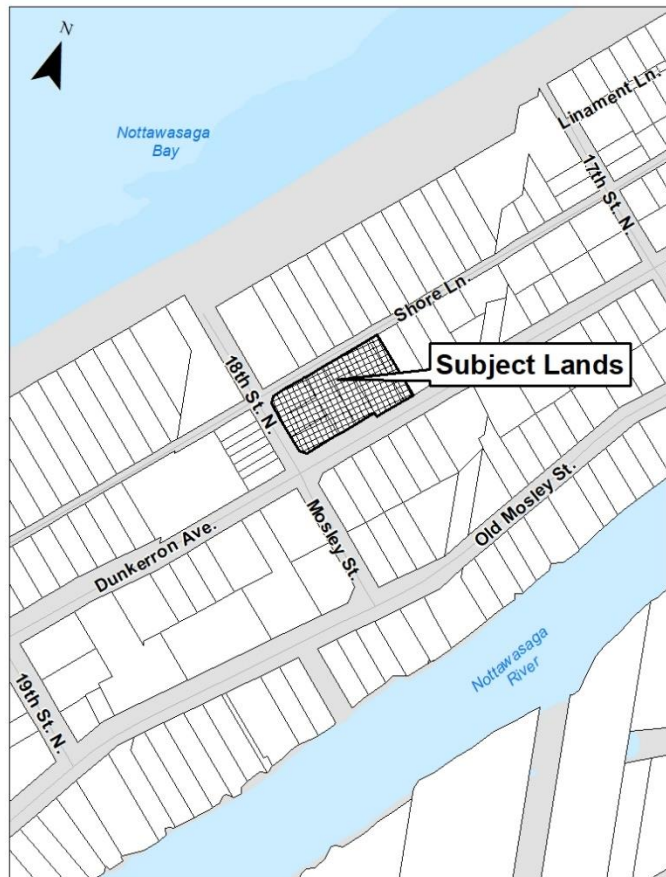 N
Nottawasaga
Bay
Linament Ln.
17th St. N.
Shore Ln.
Subject Lands
18th St. N.
Mosley St.
Old Mosley St.
Dunkerron Ave.
19th St. N.
Nottawasaga
River